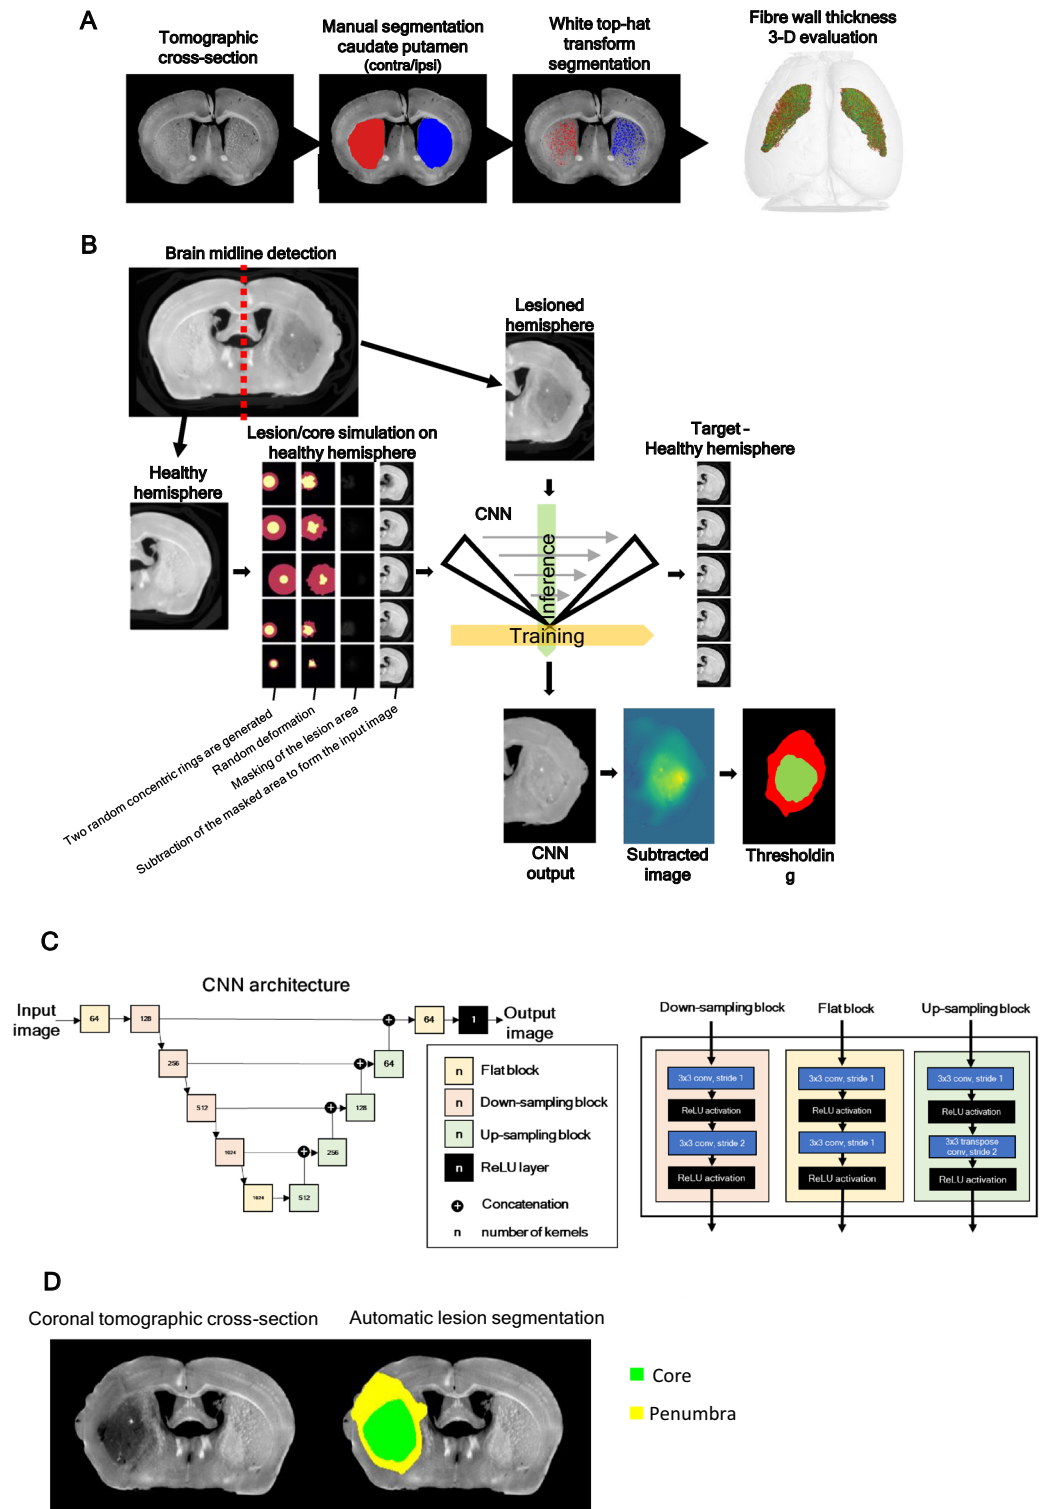 A
Tomographic
cross-section
Manual segmentation
caudate putamen
(contra/ipsi)
White top-hat
transform
segmentation
Fibre wall thickness
3-D evaluation
B
Brain midline detection
Lesioned
hemisphere
Lesion/core simulation on
healthy hemisphere
Target –
Healthy hemisphere
Healthy
hemisphere
CNN
Inference
Training
Two random concentric rings are generated
Random deformation
Masking of the lesion area
Subtraction of the masked area to form the input image
CNN
output
Subtracted
image
Thresholdin
g
C
CNN architecture
Input
image
64
128
256
512
1024
1024
512
256
128
64
64
1
Output
image
n Flat block
n Down-sampling block
n Up-sampling block
n ReLU layer
+ Concatenation
n number of kernels
Down-sampling block
3x3 conv, stride 1
ReLU activation
3x3 conv, stride 2
ReLU activation
Flat block
3x3 conv, stride 1
ReLU activation
3x3 conv, stride 1
ReLU activation
Up-sampling block
3x3 conv, stride 1
ReLU activation
3x3 transpose
conv, stride 2
ReLU activation
D
Coronal tomographic cross-section
Automatic lesion segmentation
Core
Penumbra